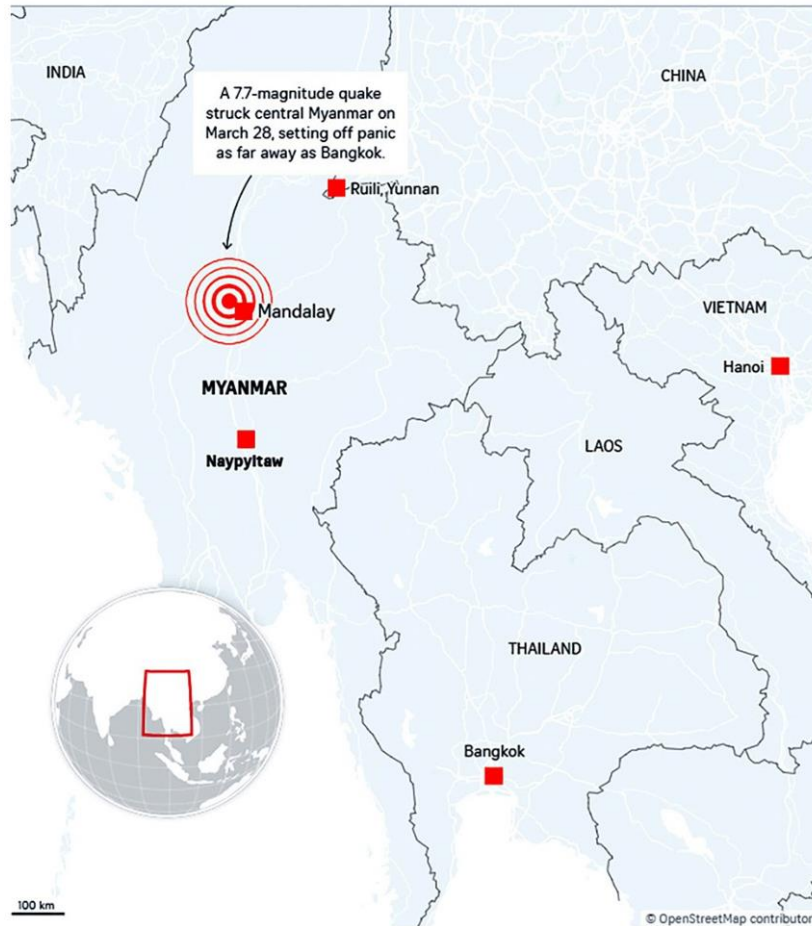 INDIA
CHINA
A 7.7-magnitude quake
struck central Myanmar on
March 28, setting off panic
as far away as Bangkok.
Ruili, Yunnan
Mandalay
VIETNAM
Hanoi
MYANMAR
LAOS
Naypyitaw
THAILAND
Bangkok
100 km
© OpenStreetMap contributor